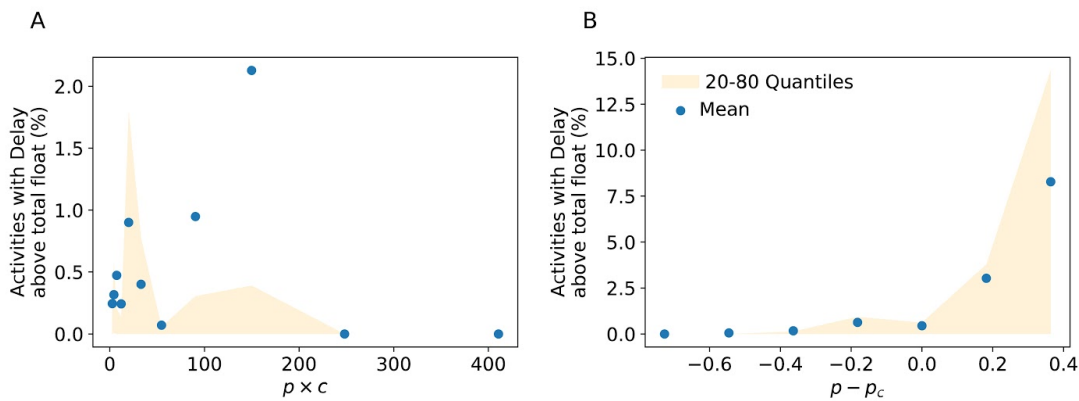 A
B
Activities with Delay
above total float (%)
2.0
1.5
1.0
0.5
0.0
0
100
200
300
400
p × c
Activities with Delay
above total float (%)
15.0
12.5
10.0
7.5
5.0
2.5
0.0
20-80 Quantiles
Mean
−0.6
−0.4
−0.2
0.0
0.2
0.4
p − p_c